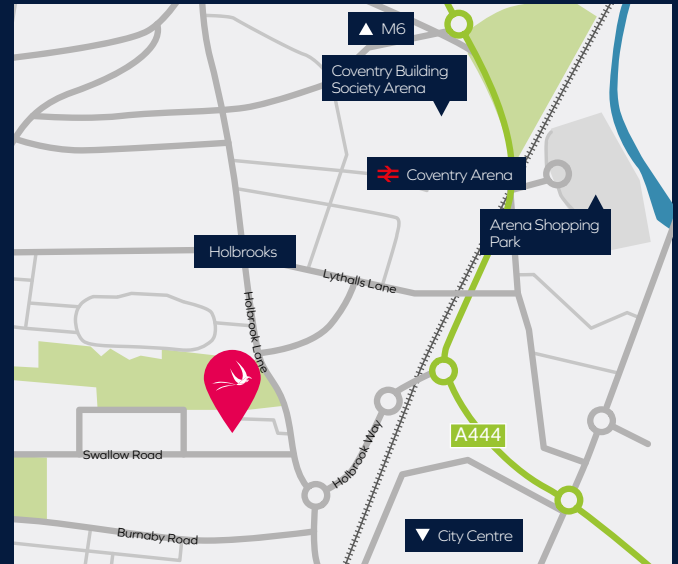 M6
Coventry Building
Society Arena
Coventry Arena
Arena Shopping
Park
Holbrooks
Lythalls Lane
Holbrook Lane
A444
Holbrook Way
Swallow Road
Burnaby Road
City Centre